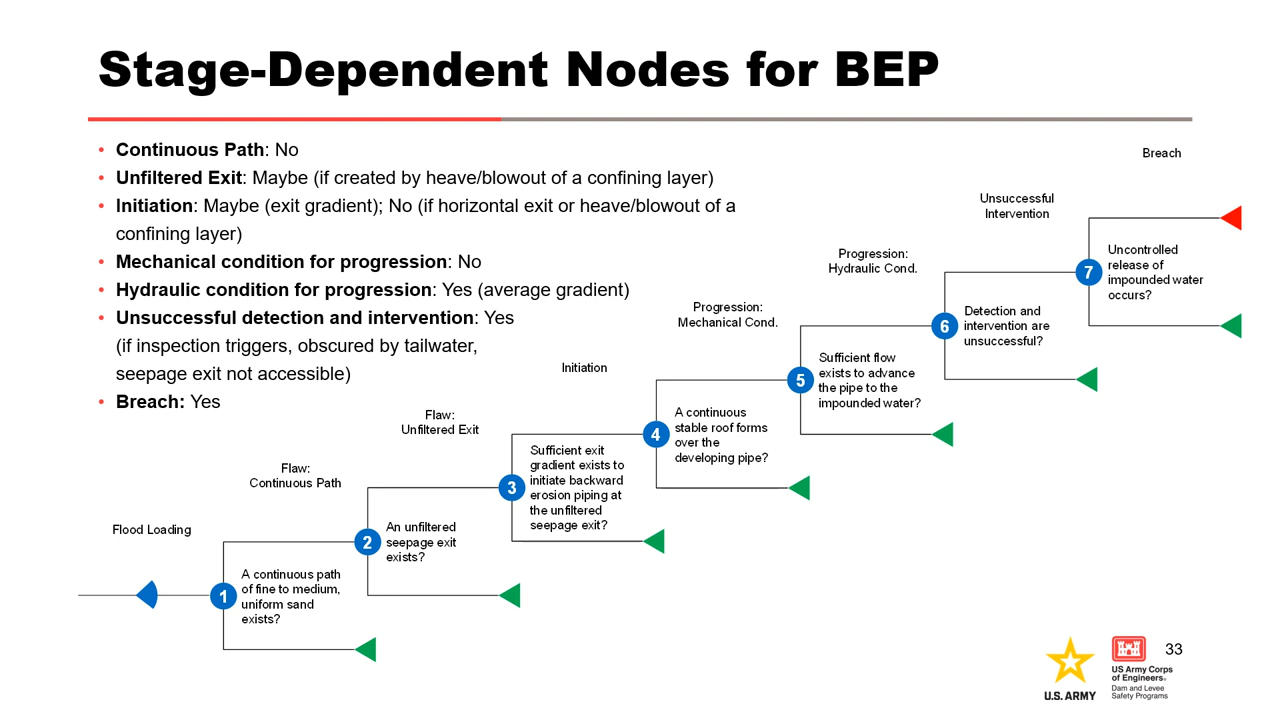 Stage-Dependent Nodes for BEP
• Continuous Path: No
• Unfiltered Exit: Maybe (if created by heave/blowout of a confining layer)
• Initiation: Maybe (exit gradient); No (if horizontal exit or heave/blowout of a
confining layer)
• Mechanical condition for progression: No
• Hydraulic condition for progression: Yes (average gradient)
• Unsuccessful detection and intervention: Yes
(if inspection triggers, obscured by tailwater,
seepage exit not accessible)
• Breach: Yes
Flood Loading
1
A continuous path
of fine to medium,
uniform sand
exists?
Flaw:
Continuous Path
2
An unfiltered
seepage exit
exists?
Flaw:
Unfiltered Exit
3
Sufficient exit
gradient exists to
initiate backward
erosion piping at
the unfiltered
seepage exit?
Initiation
4
A continuous
stable roof forms
over the
developing pipe?
Progression:
Mechanical Cond.
5
Sufficient flow
exists to advance
the pipe to the
impounded water?
Progression:
Hydraulic Cond.
6
Detection and
intervention are
unsuccessful?
Unsuccessful
Intervention
7
Uncontrolled
release of
impounded water
occurs?
Breach
U.S. ARMY
US Army Corps
of Engineers®
Dam and Levee
Safety Programs
33